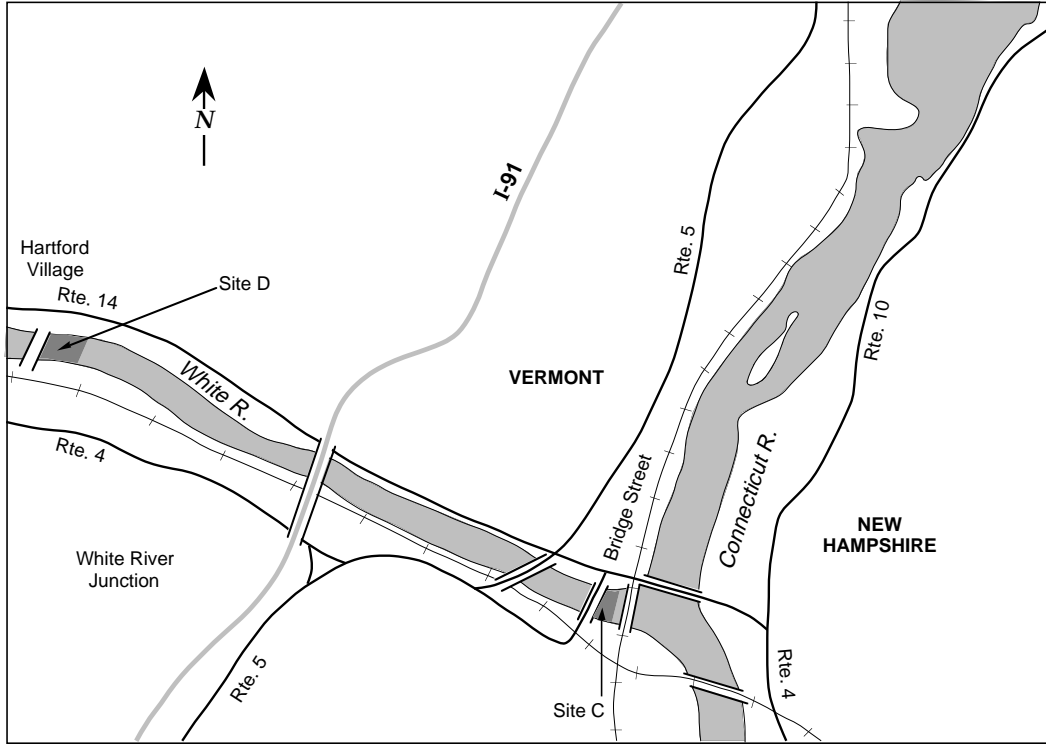 N
I-91
Hartford
Village
Site D
Rte. 14
Rte. 5
Rte. 10
White R.
VERMONT
Rte. 4
Bridge Street
Connecticut R.
NEW
HAMPSHIRE
White River
Junction
Rte. 5
Site C
Rte. 4